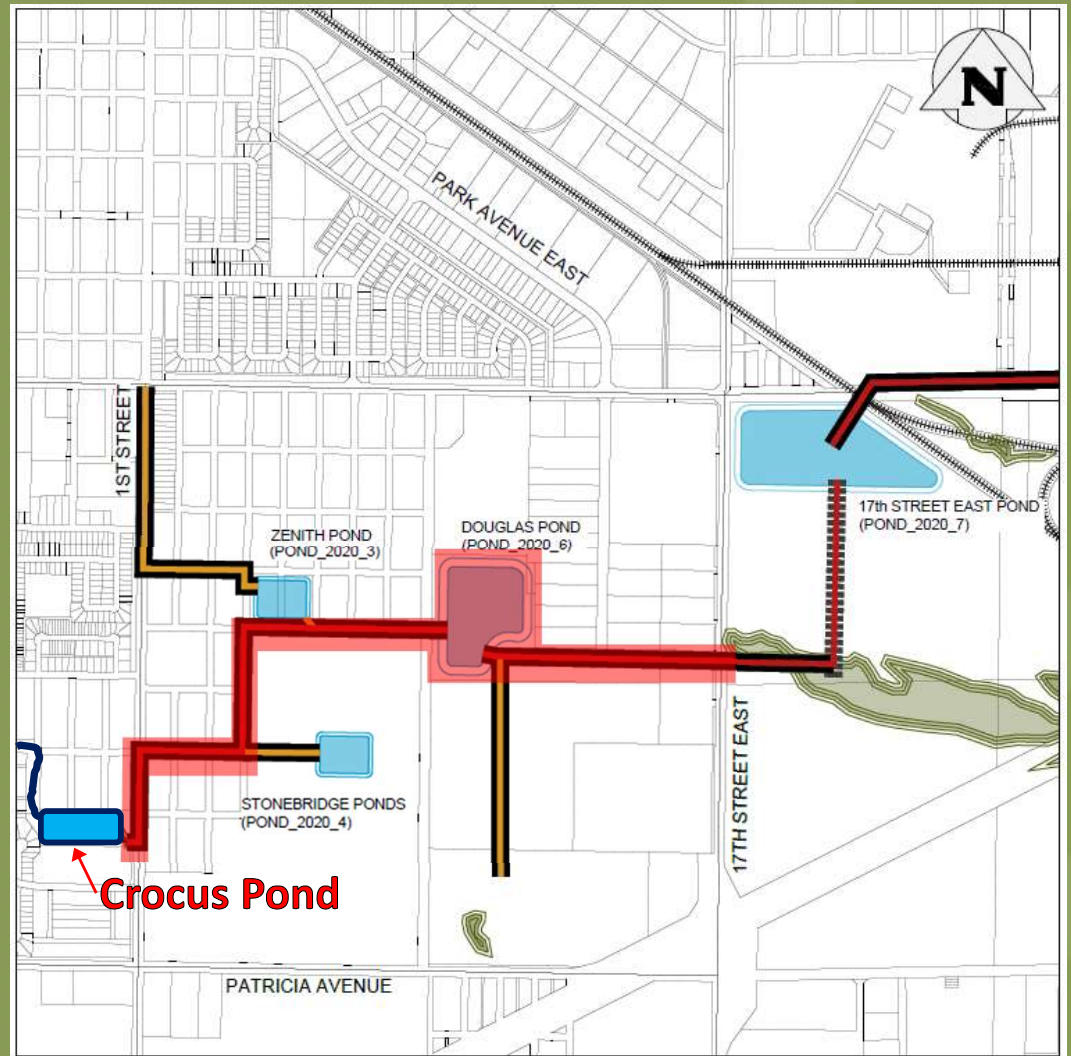 N
PARK AVENUE EAST
1ST STREET
ZENITH POND
(POND_2020_3)
DOUGLAS POND
(POND_2020_6)
17th STREET EAST POND
(POND_2020_7)
17TH STREET EAST
STONEBRIDGE PONDS
(POND_2020_4)
Crocus Pond
PATRICIA AVENUE